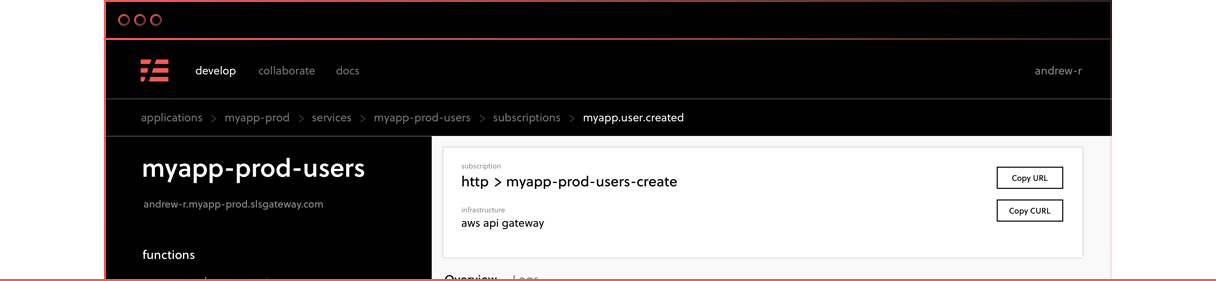 develop collaborate docs andrew-r
applications > myapp-prod > services > myapp-prod-users > subscriptions > myapp.user.created
myapp-prod-users
andrew-r.myapp-prod.slsgateway.com
functions
subscription
http > myapp-prod-users-create
infrastructure
aws api gateway
Copy URL
Copy CURL
Overview Logs